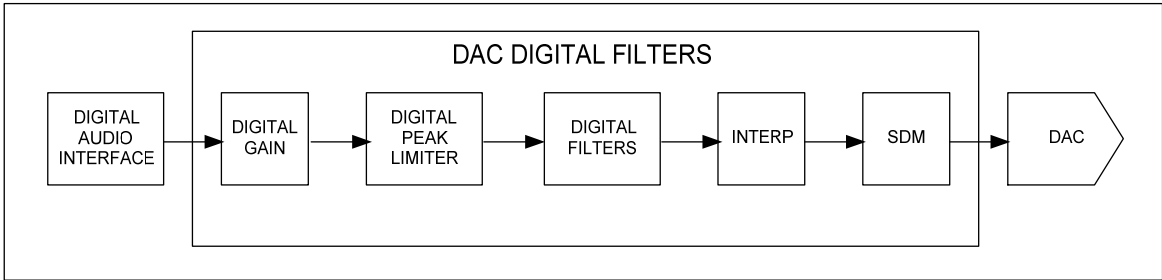 DAC DIGITAL FILTERS
DIGITAL
AUDIO
INTERFACE
DIGITAL
GAIN
DIGITAL
PEAK
LIMITER
DIGITAL
FILTERS
INTERP
SDM
DAC